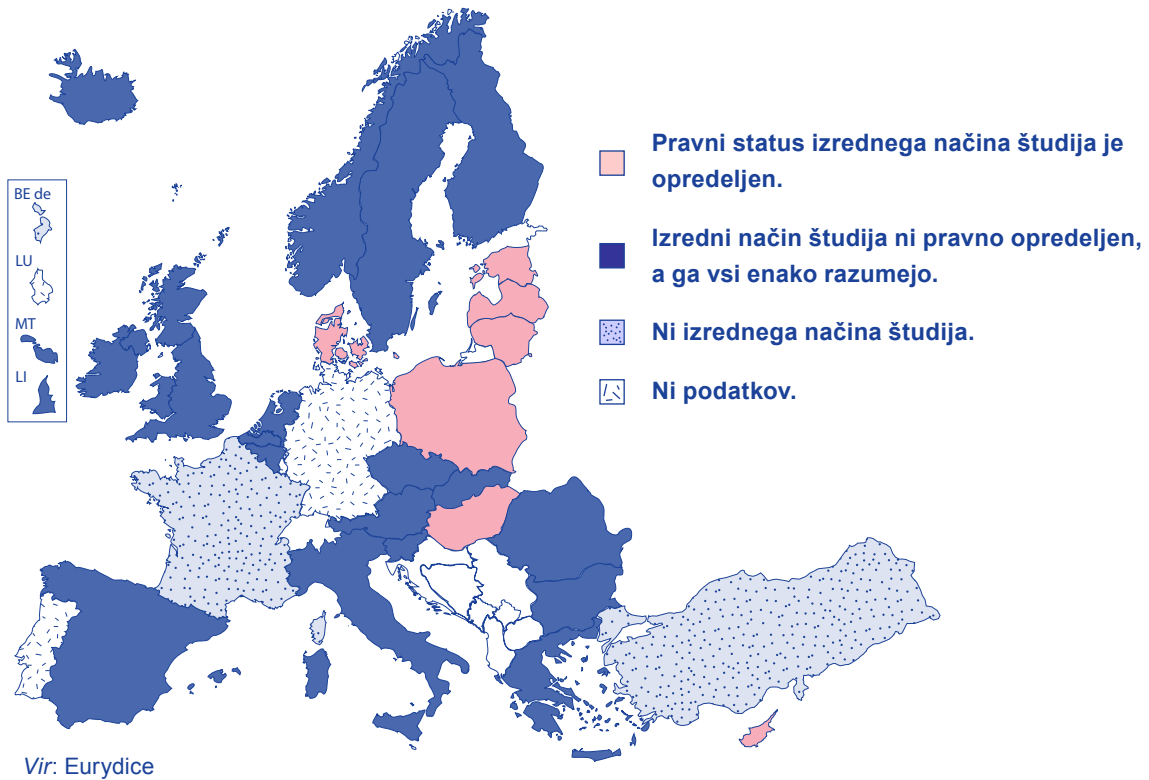 Pravni status izrednega načina študija je
opredeljen.
Izredni način študija ni pravno opredeljen,
a ga vsi enako razumejo.
Ni izrednega načina študija.
Ni podatkov.
BE de
LU
MT
LI
Vir: Eurydice